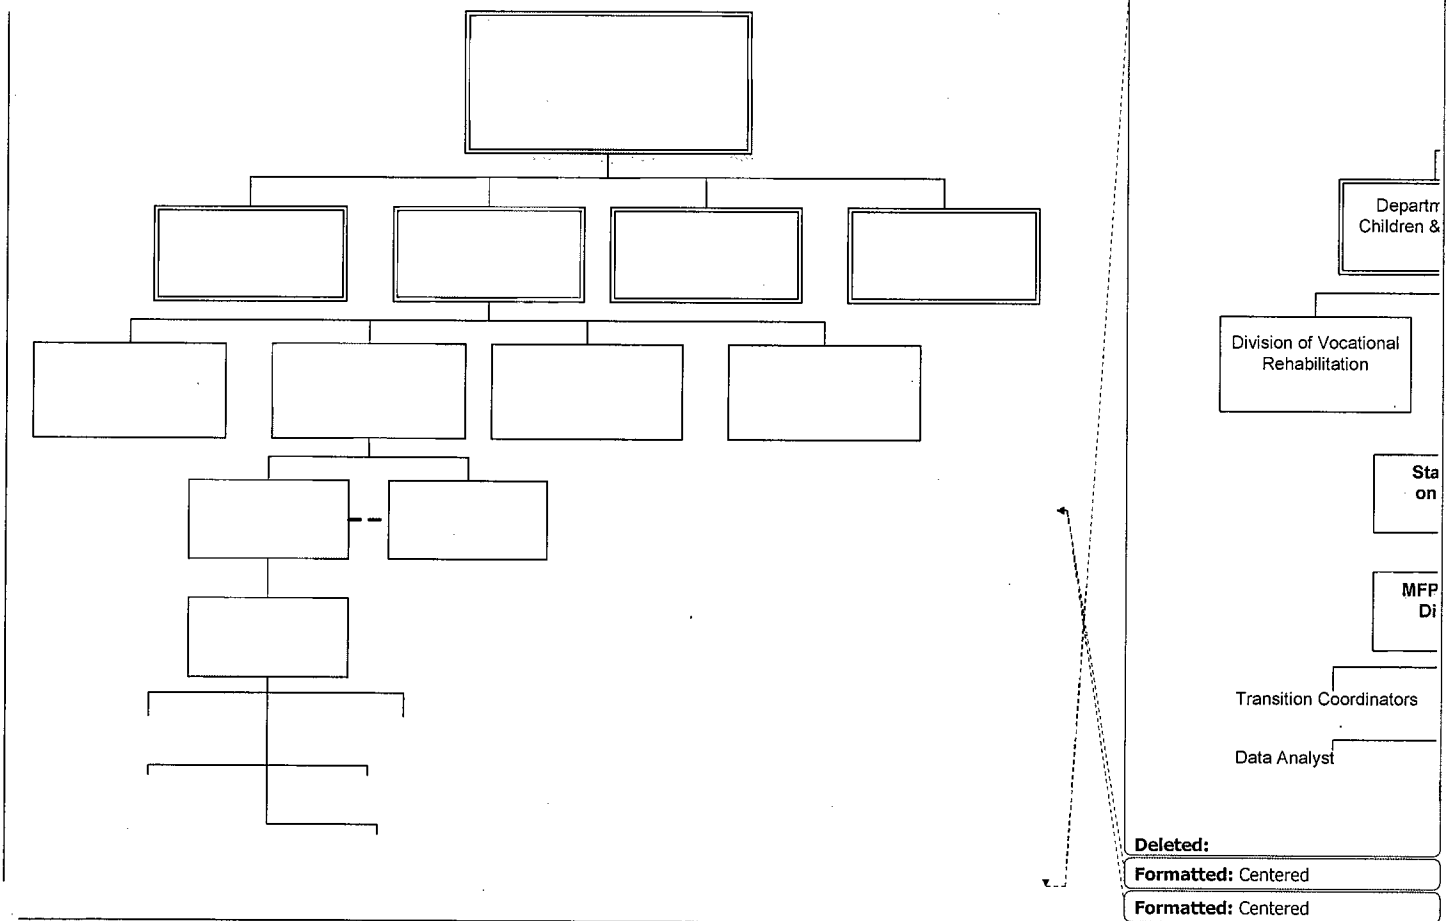 Departm
Children &
Division of Vocational
Rehabilitation
Sta
on
MFP
Di
Transition Coordinators
Data Analyst
Deleted:
Formatted: Centered
Formatted: Centered